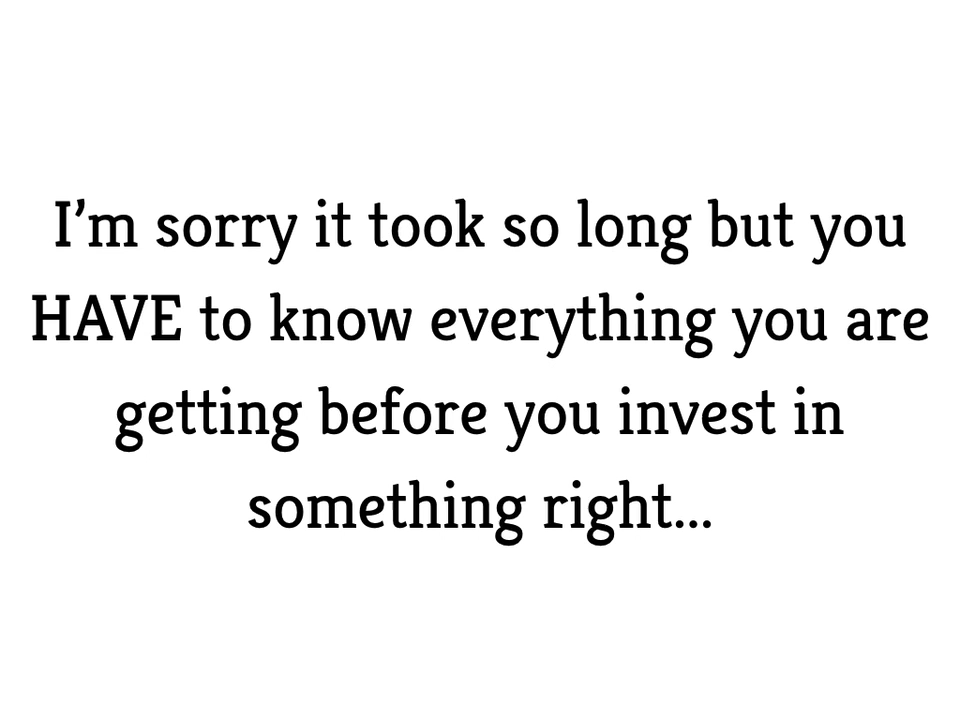 I’m sorry it took so long but you
HAVE to know everything you are
getting before you invest in
something right...